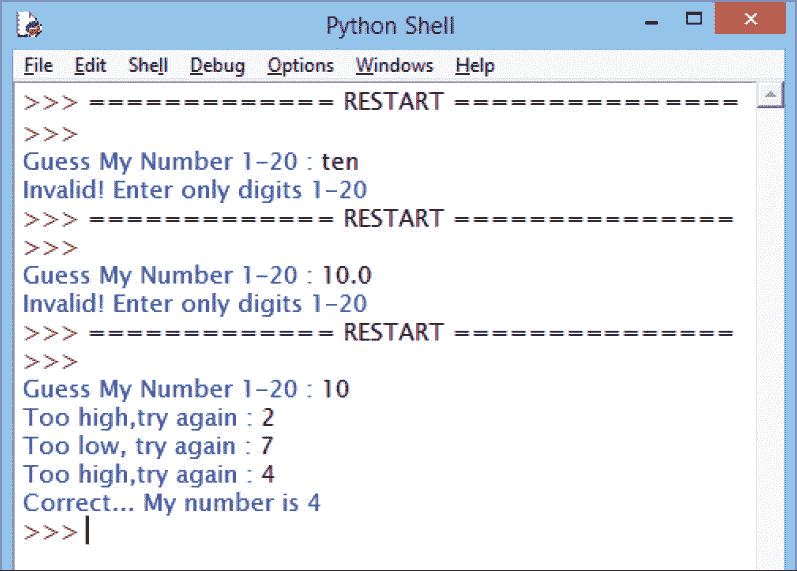 Python Shell
File Edit Shell Debug Options Windows Help
>>> ============= RESTART ===============
>>>
Guess My Number 1-20 : ten
Invalid! Enter only digits 1-20
>>> ============= RESTART ===============
>>>
Guess My Number 1-20 : 10.0
Invalid! Enter only digits 1-20
>>> ============= RESTART ===============
>>>
Guess My Number 1-20 : 10
Too high,try again : 2
Too low, try again : 7
Too high,try again : 4
Correct... My number is 4
>>>